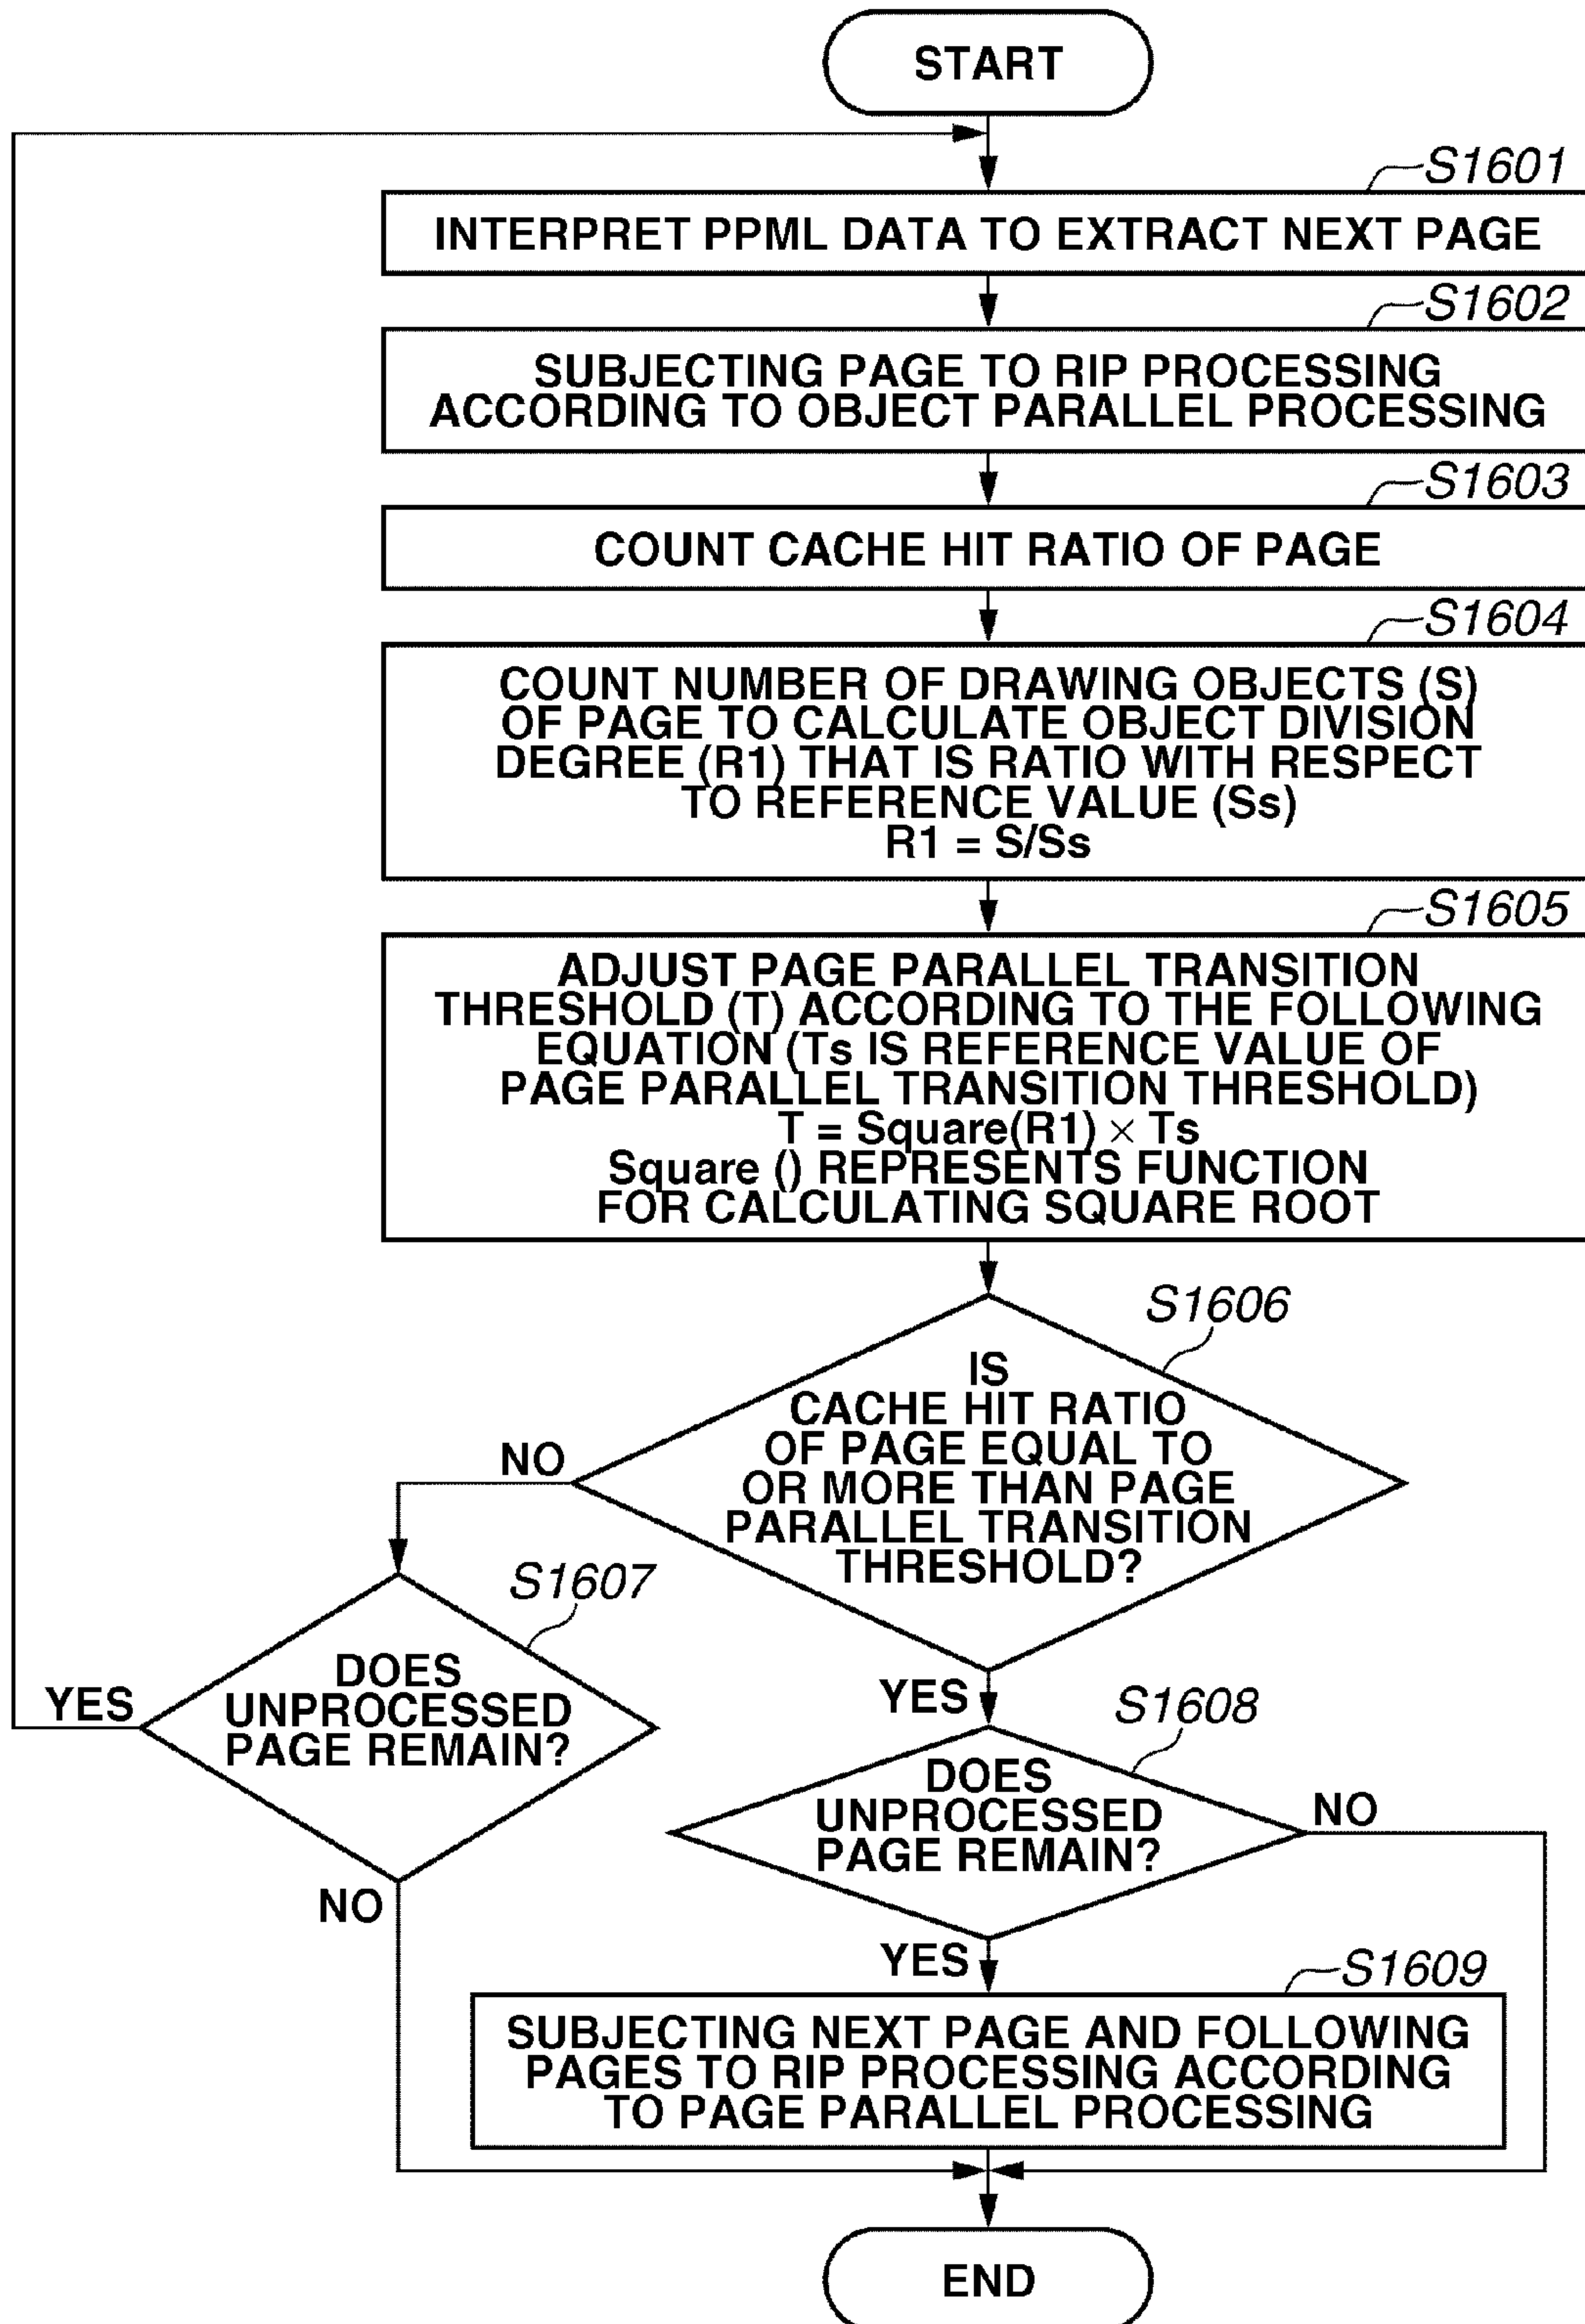 START
S1601
INTERPRET PPML DATA TO EXTRACT NEXT PAGE
S1602
SUBJECTING PAGE TO RIP PROCESSING
ACCORDING TO OBJECT PARALLEL PROCESSING
S1603
COUNT CACHE HIT RATIO OF PAGE
S1604
COUNT NUMBER OF DRAWING OBJECTS (S)
OF PAGE TO CALCULATE OBJECT DIVISION
DEGREE (R1) THAT IS RATIO WITH RESPECT
TO REFERENCE VALUE (Ss)
R1 = S/Ss
S1605
ADJUST PAGE PARALLEL TRANSITION
THRESHOLD (T) ACCORDING TO THE FOLLOWING
EQUATION (Ts IS REFERENCE VALUE OF
PAGE PARALLEL TRANSITION THRESHOLD)
T = Square(R1) × Ts
Square () REPRESENTS FUNCTION
FOR CALCULATING SQUARE ROOT
S1606
IS
CACHE HIT RATIO
OF PAGE EQUAL TO
OR MORE THAN PAGE
PARALLEL TRANSITION
THRESHOLD?
NO
S1607
DOES
UNPROCESSED
PAGE REMAIN?
YES
NO
YES
S1608
DOES
UNPROCESSED
PAGE REMAIN?
NO
YES
S1609
SUBJECTING NEXT PAGE AND FOLLOWING
PAGES TO RIP PROCESSING ACCORDING
TO PAGE PARALLEL PROCESSING
END